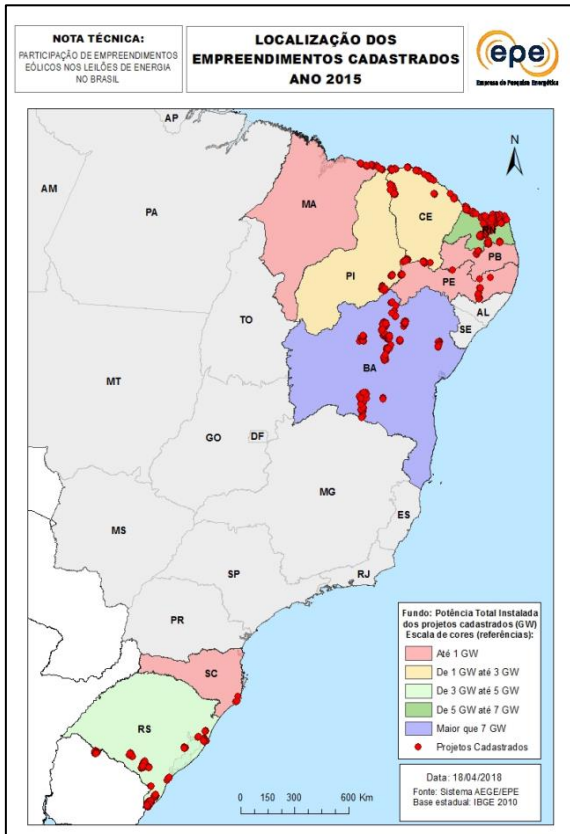 NOTA TÉCNICA:
PARTICIPAÇÃO DE EMPREENDIMENTOS
EÓLICOS NOS LEILÕES DE ENERGIA
NO BRASIL
LOCALIZAÇÃO DOS
EMPREENDIMENTOS CADASTRADOS
ANO 2015
epe
Empresa de Pesquisa Energética
N
AP
AM
PA
MA
CE
RN
PB
PI
PE
AL
SE
TO
BA
MT
GO
DF
MG
MS
ES
SP
RJ
PR
SC
RS
Fundo: Potência Total Instalada
dos projetos cadastrados (GW)
Escala de cores (referências):
Até 1 GW
De 1 GW até 3 GW
De 3 GW até 5 GW
De 5 GW até 7 GW
Maior que 7 GW
Projetos Cadastrados
Data: 18/04/2018
Fonte: Sistema AEGE/EPE
Base estadual: IBGE 2010
0 150 300 600 Km